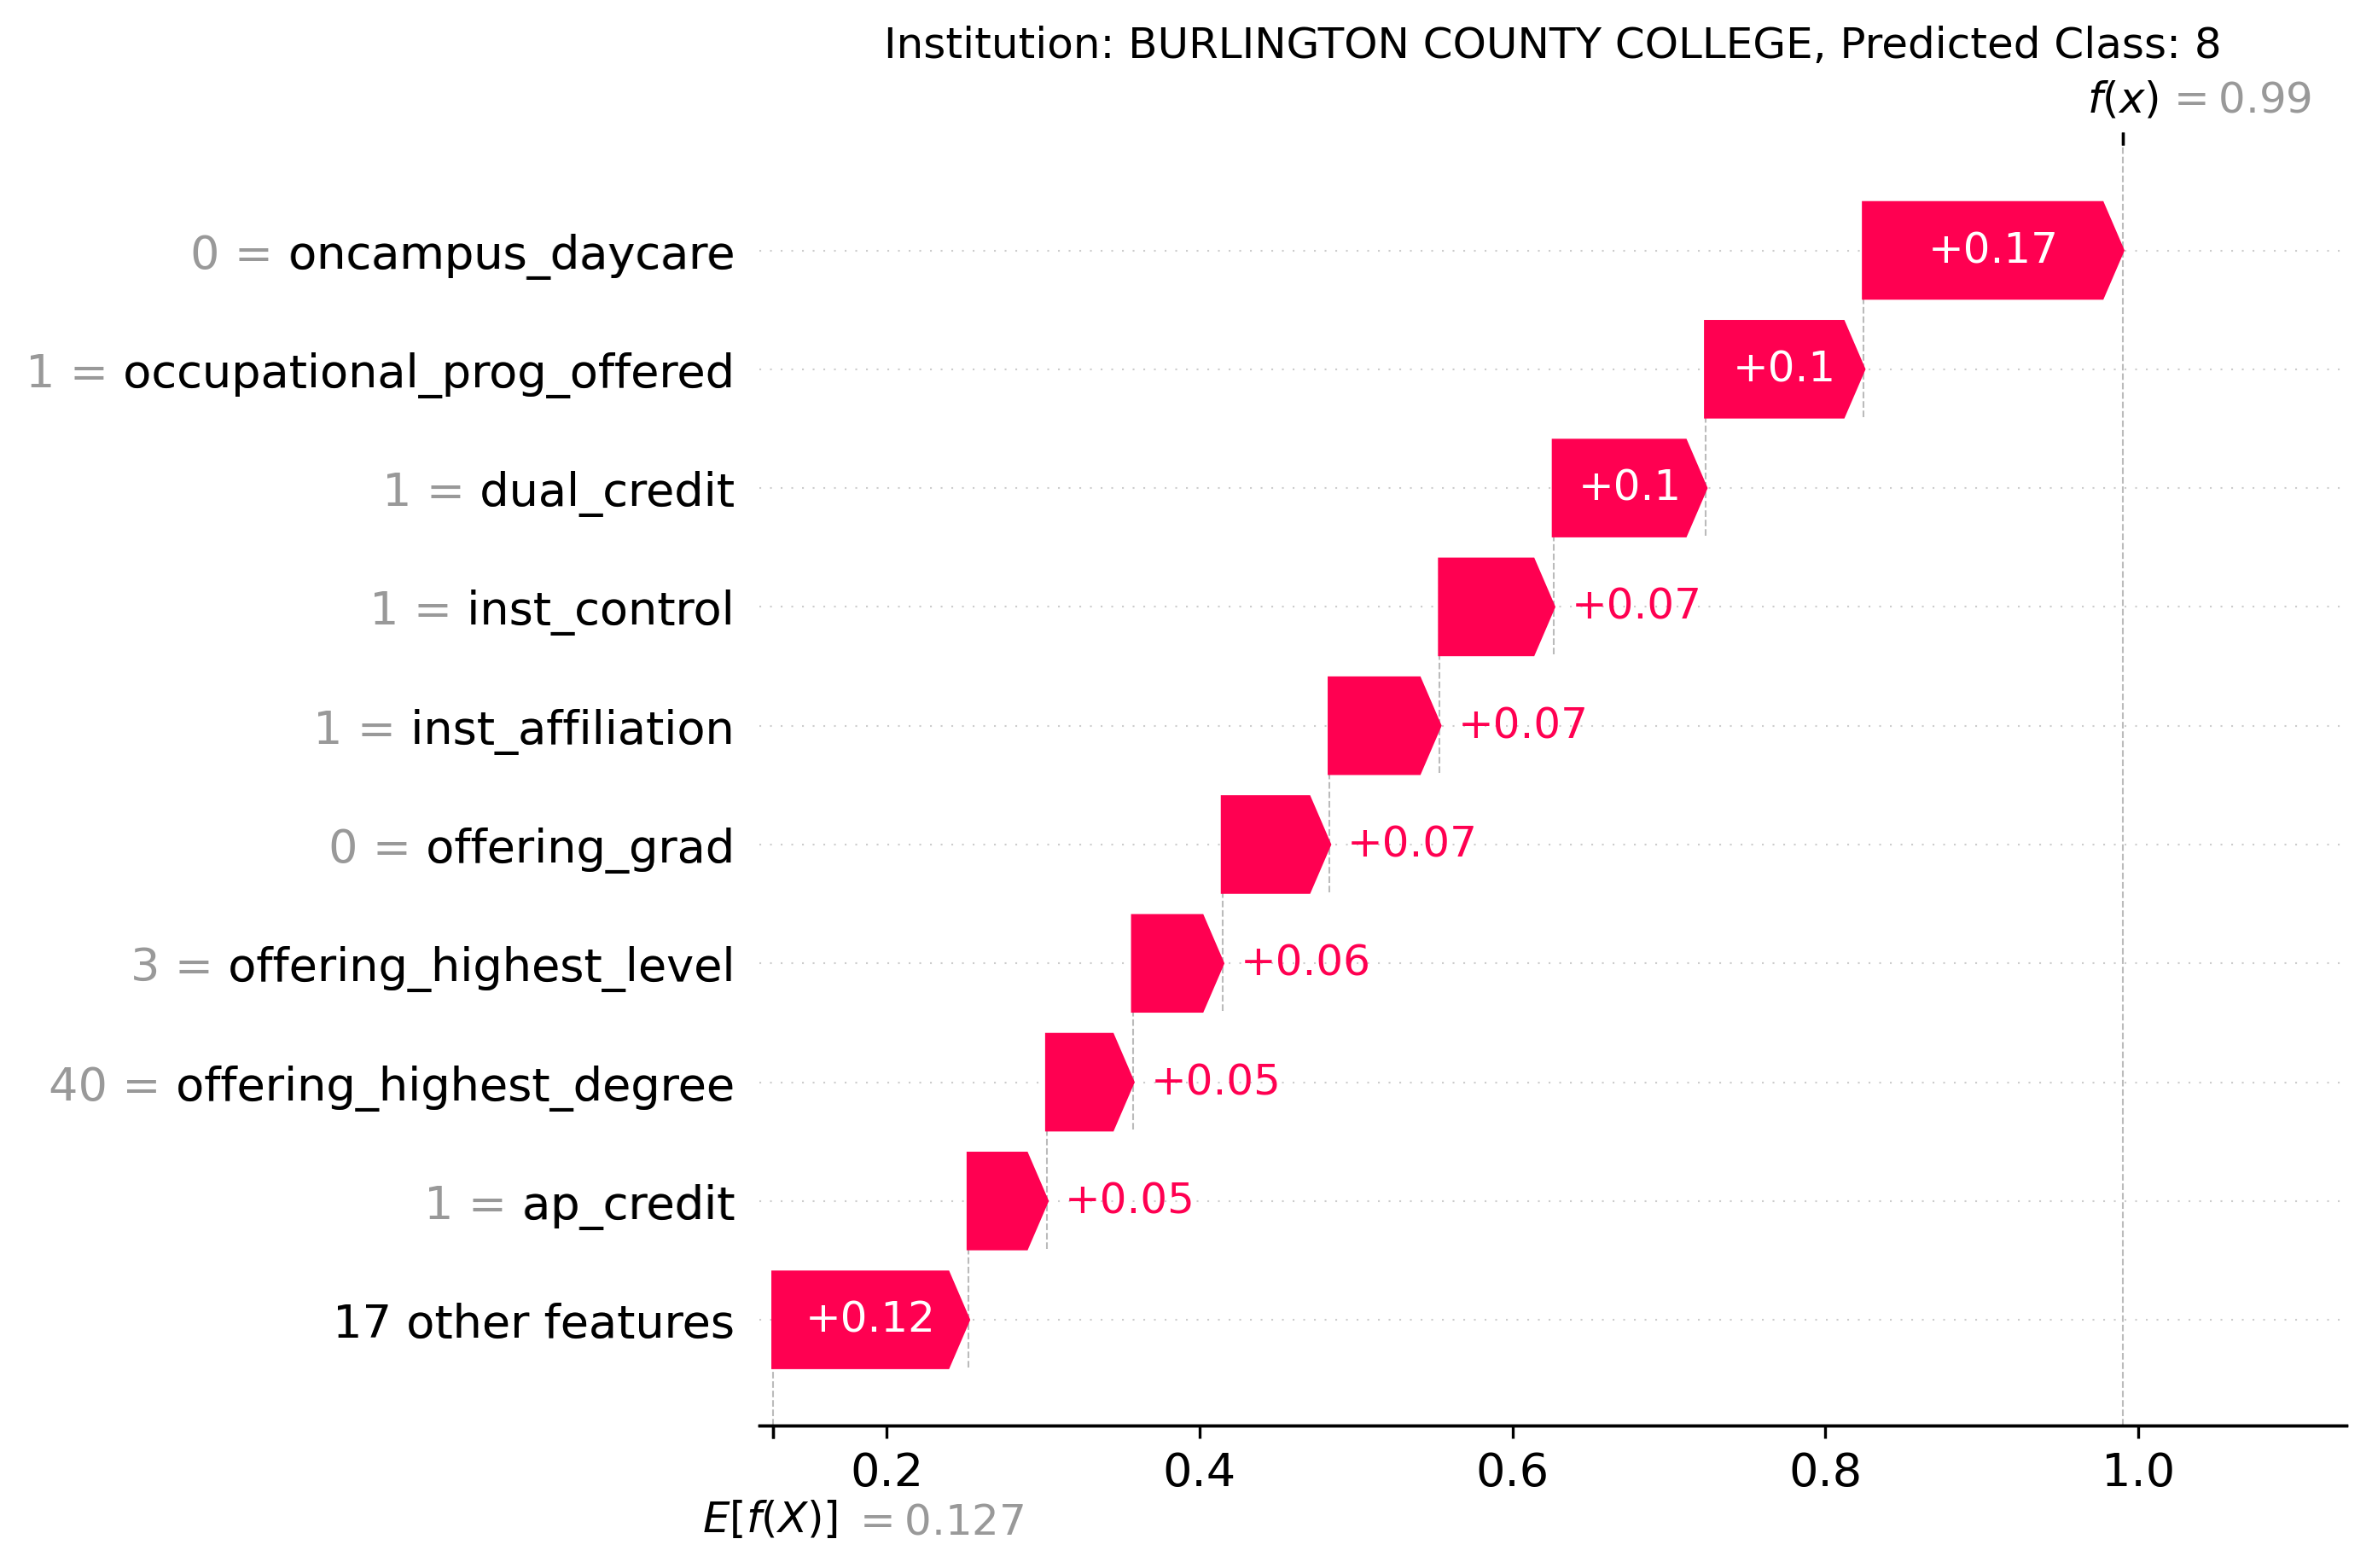 Institution: BURLINGTON COUNTY COLLEGE, Predicted Class: 8
f(x) = 0.99
0 = oncampus_daycare +0.17
1 = occupational_prog_offered +0.1
1 = dual_credit +0.1
1 = inst_control +0.07
1 = inst_affiliation +0.07
0 = offering_grad +0.07
3 = offering_highest_level +0.06
40 = offering_highest_degree +0.05
1 = ap_credit +0.05
17 other features +0.12
0.2 0.4 0.6 0.8 1.0
E[f(X)] = 0.127